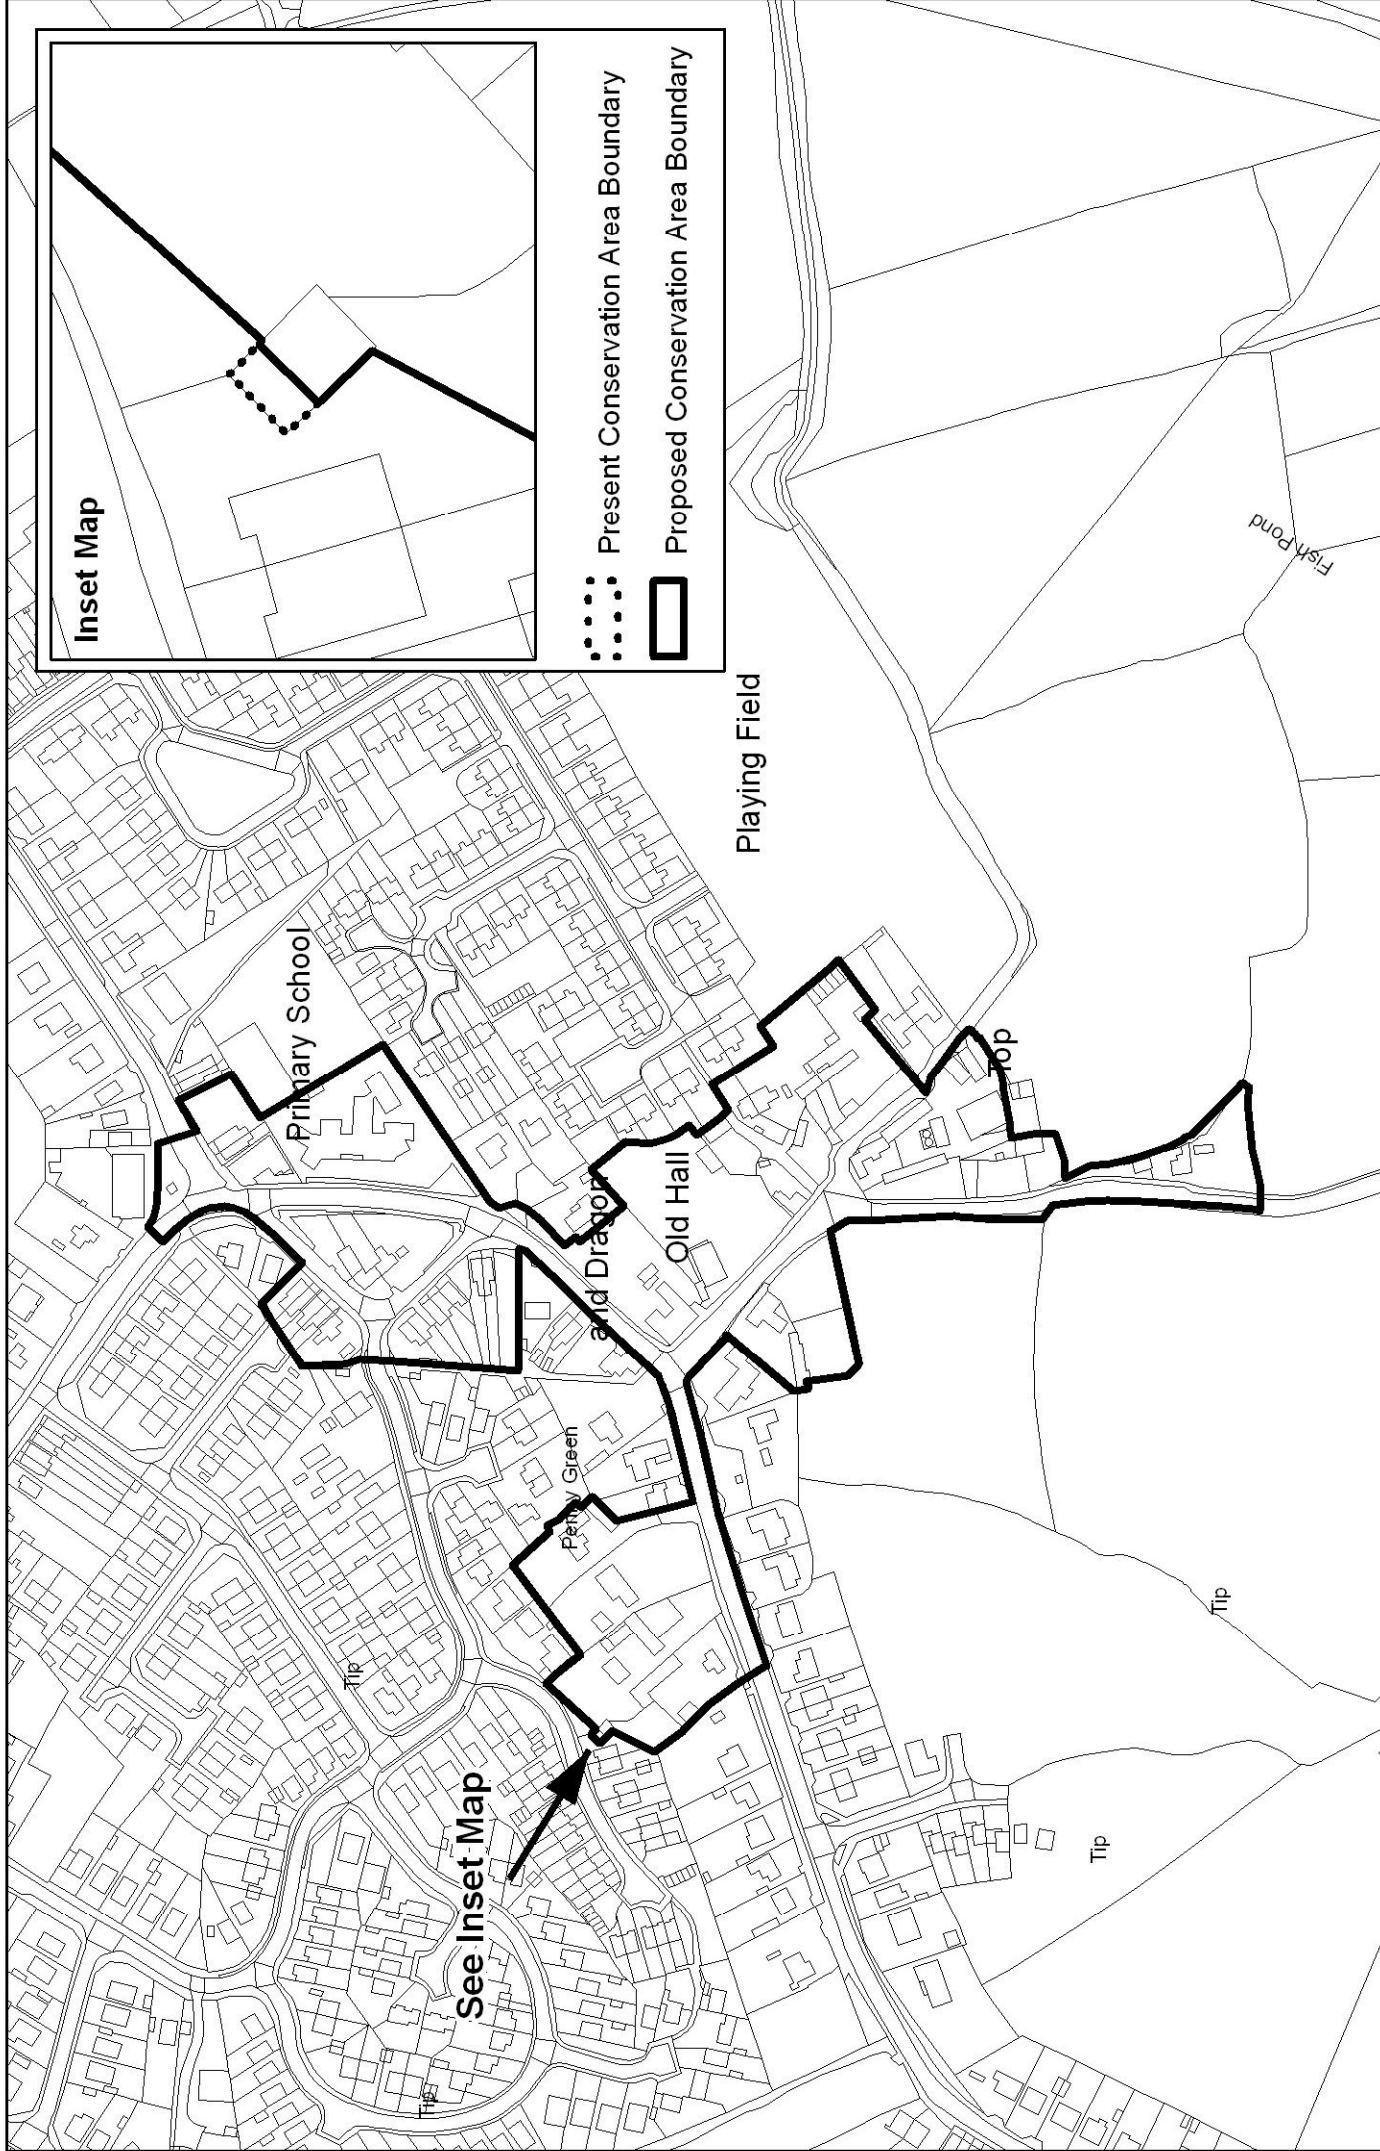 Inset Map
Present Conservation Area Boundary
Proposed Conservation Area Boundary
Primary School
Playing Field
and Dragon
Old Hall
Top
Fish Pond
Penny Green
See Inset Map
Tip
Tip
Tip
Tip